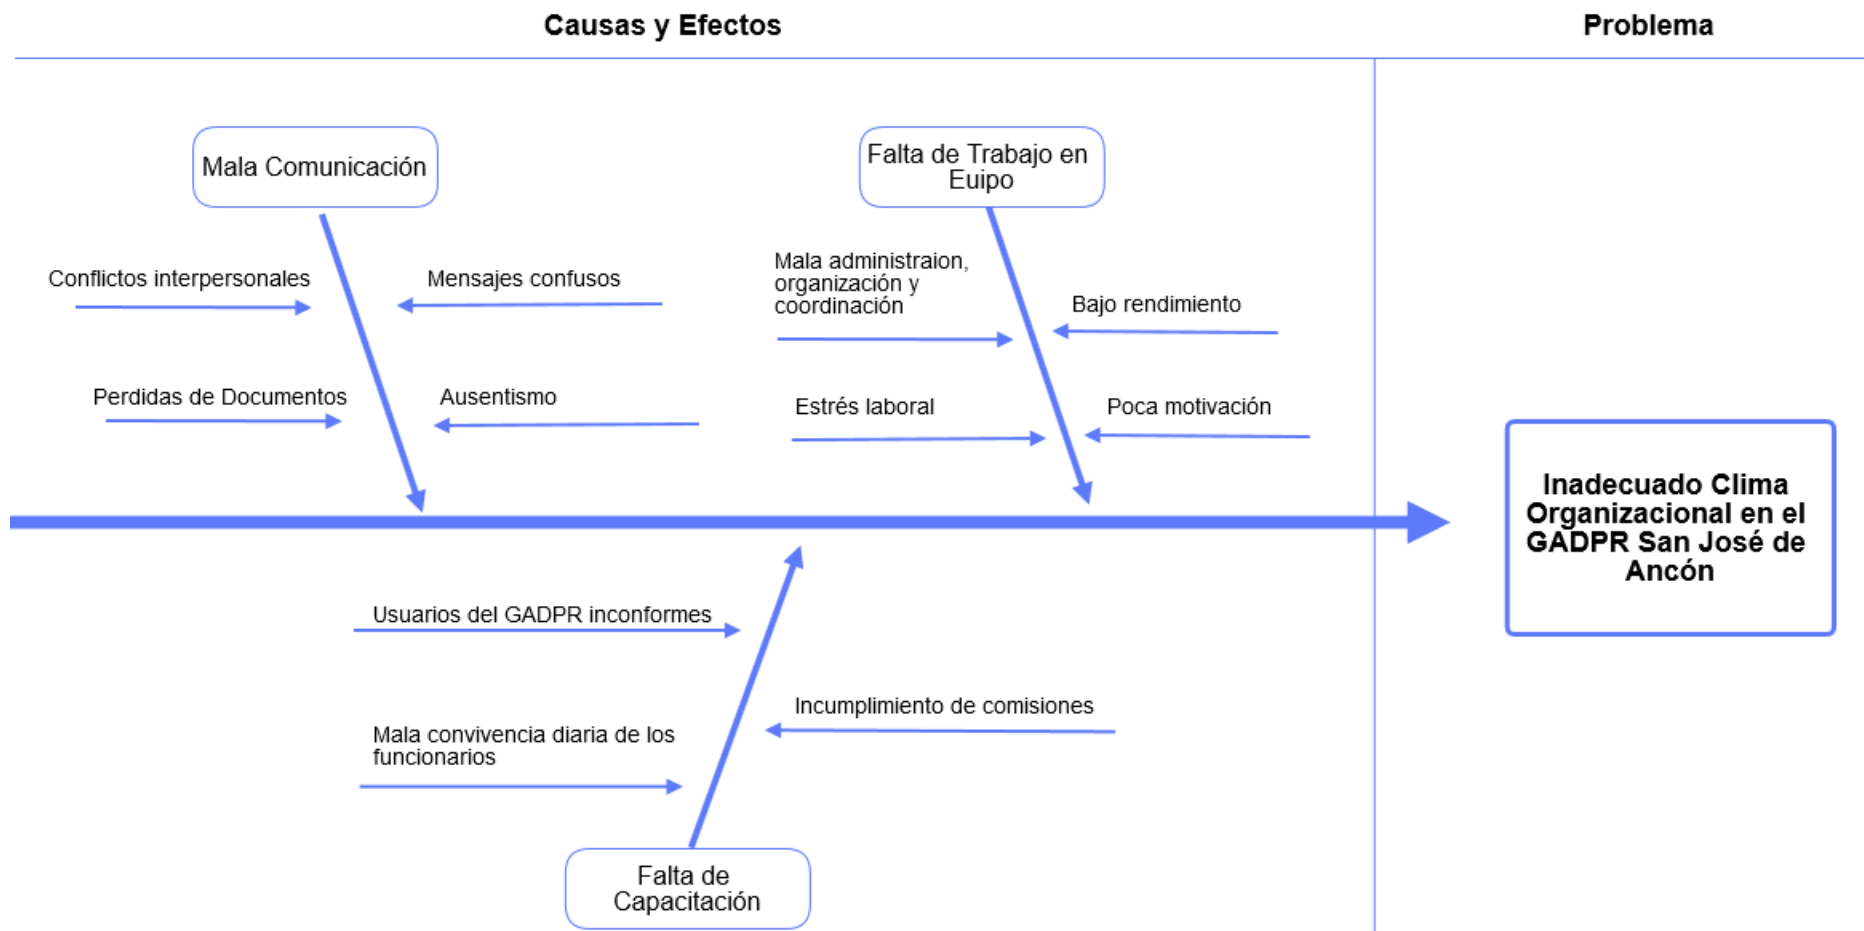 Causas y Efectos
Problema
Mala Comunicación
Falta de Trabajo en
Euipo
Conflictos interpersonales
Mensajes confusos
Mala administraion,
organización y
coordinación
Bajo rendimiento
Perdidas de Documentos
Ausentismo
Estrés laboral
Poca motivación
Inadecuado Clima
Organizacional en el
GADPR San José de
Ancón
Usuarios del GADPR inconformes
Incumplimiento de comisiones
Mala convivencia diaria de los
funcionarios
Falta de
Capacitación